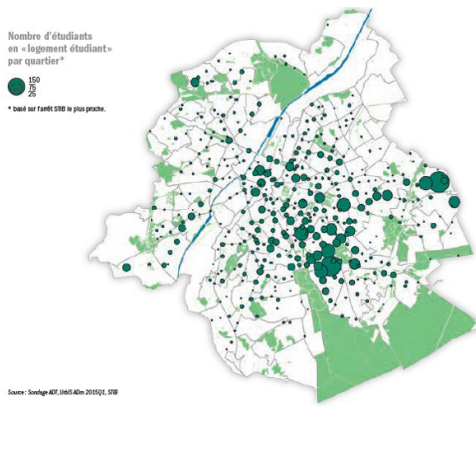 Nombre d'étudiants
en «logement étudiant»
par quartier*
150
75
25
* basé sur l'arrêt STIB le plus proche.
Source : Sondage ADT, UrbIS ADm 2015Q1, STIB